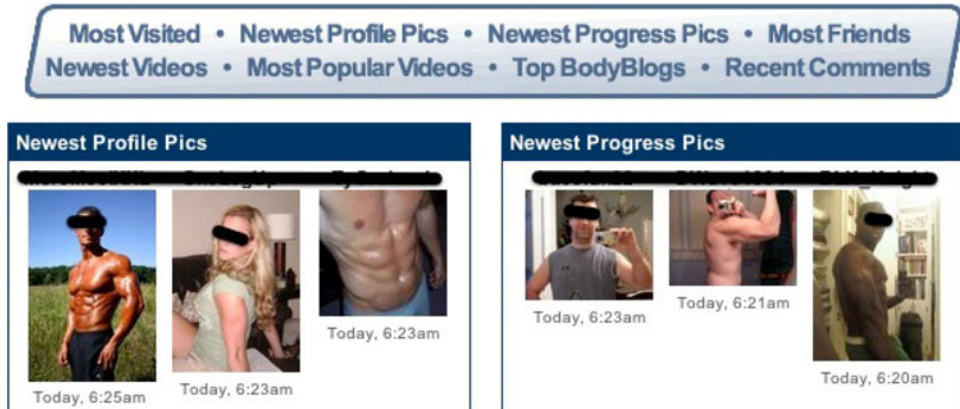 Most Visited • Newest Profile Pics • Newest Progress Pics • Most Friends
Newest Videos • Most Popular Videos • Top BodyBlogs • Recent Comments
Newest Profile Pics
Today, 6:25am
Today, 6:23am
Today, 6:23am
Newest Progress Pics
Today, 6:23am
Today, 6:21am
Today, 6:20am